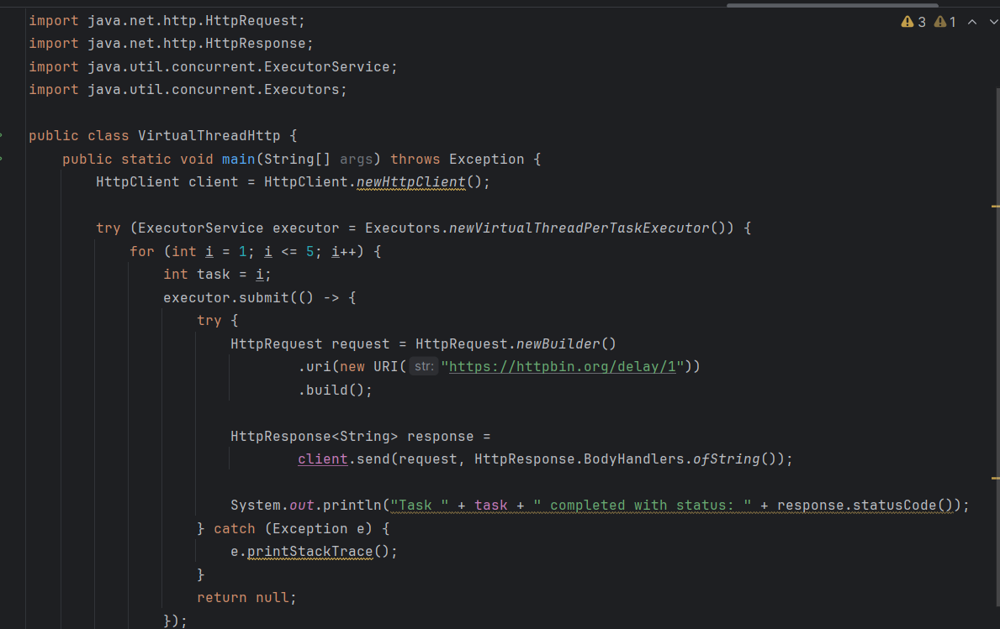 import java.net.http.HttpRequest;
3 1
import java.net.http.HttpResponse;
import java.util.concurrent.ExecutorService;
import java.util.concurrent.Executors;
public class VirtualThreadHttp {
public static void main(String[] args) throws Exception {
HttpClient client = HttpClient.newHttpClient();
try (ExecutorService executor = Executors.newVirtualThreadPerTaskExecutor()) {
for (int i = 1; i <= 5; i++) {
int task = i;
executor.submit(() -> {
try {
HttpRequest request = HttpRequest.newBuilder()
.uri(new URI( str: "https://httpbin.org/delay/1"))
.build();
HttpResponse<String> response =
client.send(request, HttpResponse.BodyHandlers.ofString());
System.out.println("Task " + task + " completed with status: " + response.statusCode());
} catch (Exception e) {
e.printStackTrace();
}
return null;
});